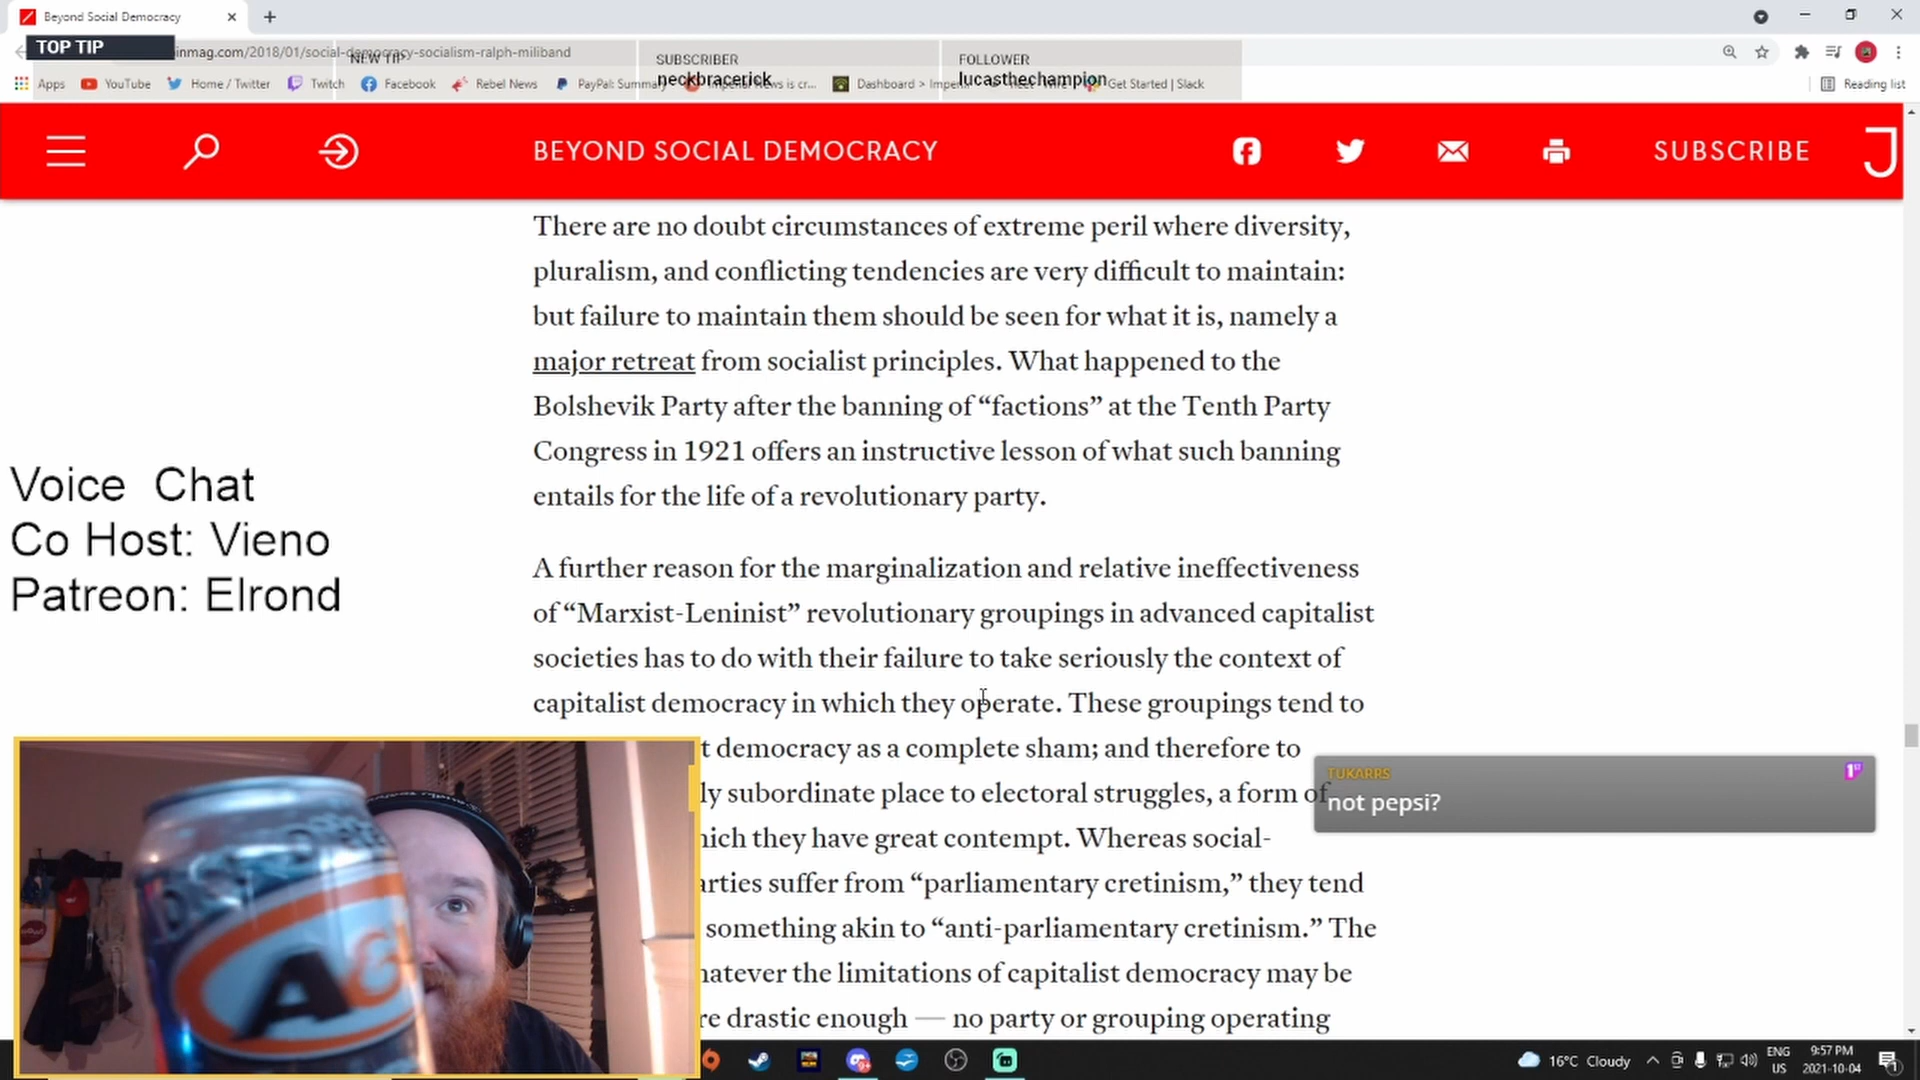 Beyond Social Democracy
TOP TIP
inmag.com/2018/01/social-democracy-socialism-ralph-miliband
NEW TIP
SUBSCRIBER
neckbracerick
FOLLOWER
lucasthechampion
Apps
YouTube
Home / Twitter
Twitch
Facebook
Rebel News
PayPal: Summary
Imperial News is cr...
Dashboard > Imper...
Get Started | Slack
Reading list
BEYOND SOCIAL DEMOCRACY
SUBSCRIBE
J
There are no doubt circumstances of extreme peril where diversity,
pluralism, and conflicting tendencies are very difficult to maintain:
but failure to maintain them should be seen for what it is, namely a
major retreat from socialist principles. What happened to the
Bolshevik Party after the banning of “factions” at the Tenth Party
Congress in 1921 offers an instructive lesson of what such banning
entails for the life of a revolutionary party.
Voice Chat
Co Host: Vieno
Patreon: Elrond
A further reason for the marginalization and relative ineffectiveness
of “Marxist-Leninist” revolutionary groupings in advanced capitalist
societies has to do with their failure to take seriously the context of
capitalist democracy in which they operate. These groupings tend to
t democracy as a complete sham; and therefore to
ly subordinate place to electoral struggles, a form of
hich they have great contempt. Whereas social-
arties suffer from “parliamentary cretinism,” they tend
something akin to “anti-parliamentary cretinism.” The
hatever the limitations of capitalist democracy may be
re drastic enough — no party or grouping operating
TUKARRS
not pepsi?
A&
16°C Cloudy
ENG
US
9:57 PM
2021-10-04